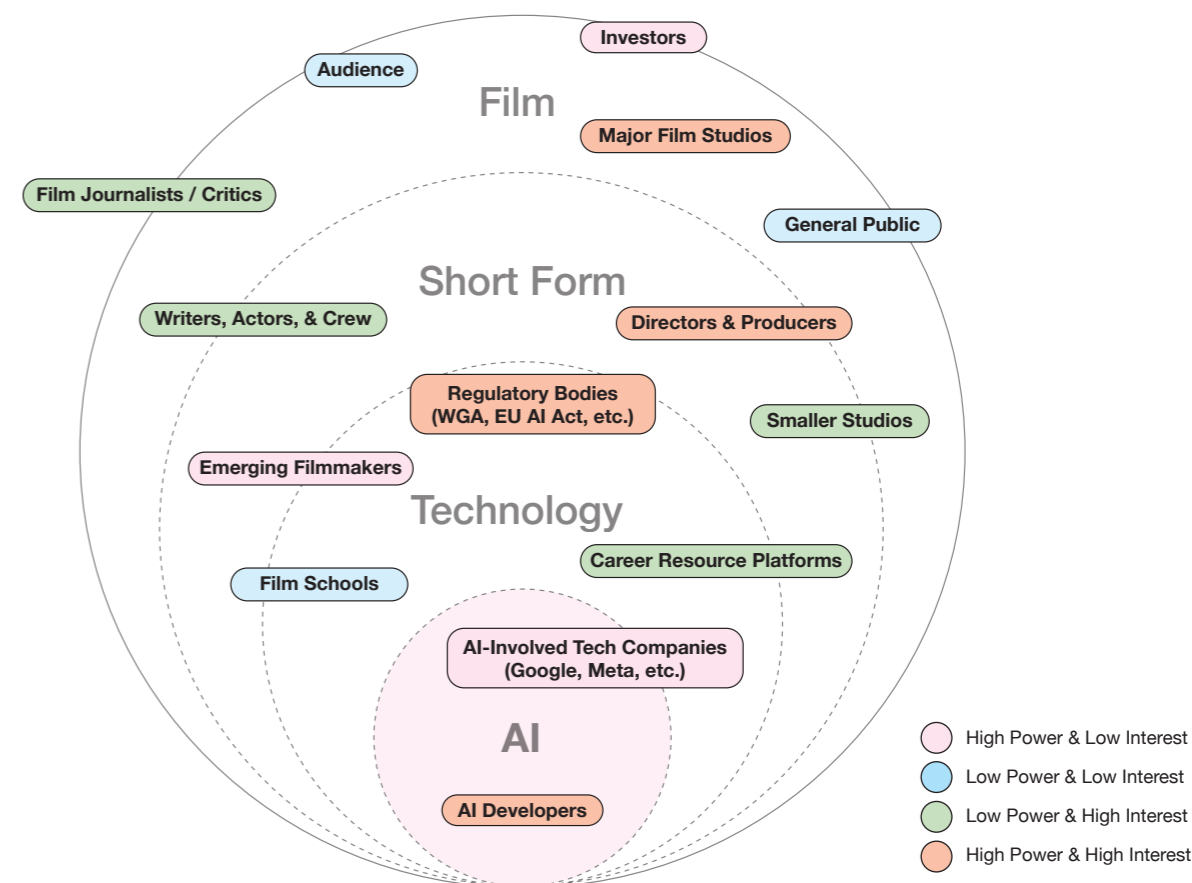 Investors
Audience
Film
Major Film Studios
Film Journalists / Critics
General Public
Short Form
Writers, Actors, & Crew
Directors & Producers
Regulatory Bodies
(WGA, EU AI Act, etc.)
Smaller Studios
Emerging Filmmakers
Technology
Career Resource Platforms
Film Schools
AI-Involved Tech Companies
(Google, Meta, etc.)
AI
AI Developers
High Power & Low Interest
Low Power & Low Interest
Low Power & High Interest
High Power & High Interest